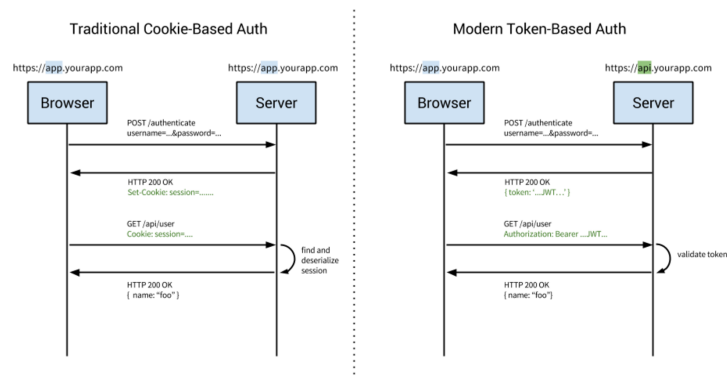 Traditional Cookie-Based Auth
https://app.yourapp.com
https://app.yourapp.com
Browser
Server
POST /authenticate
username=...&password=...
HTTP 200 OK
Set-Cookie: session=.......
GET /api/user
Cookie: session=....
find and
deserialize
session
HTTP 200 OK
{ name: “foo” }
Modern Token-Based Auth
https://app.yourapp.com
https://api.yourapp.com
Browser
Server
POST /authenticate
username=...&password=...
HTTP 200 OK
{ token: ‘...JWT...’ }
GET /api/user
Authorization: Bearer ...JWT...
validate token
HTTP 200 OK
{ name: “foo”}